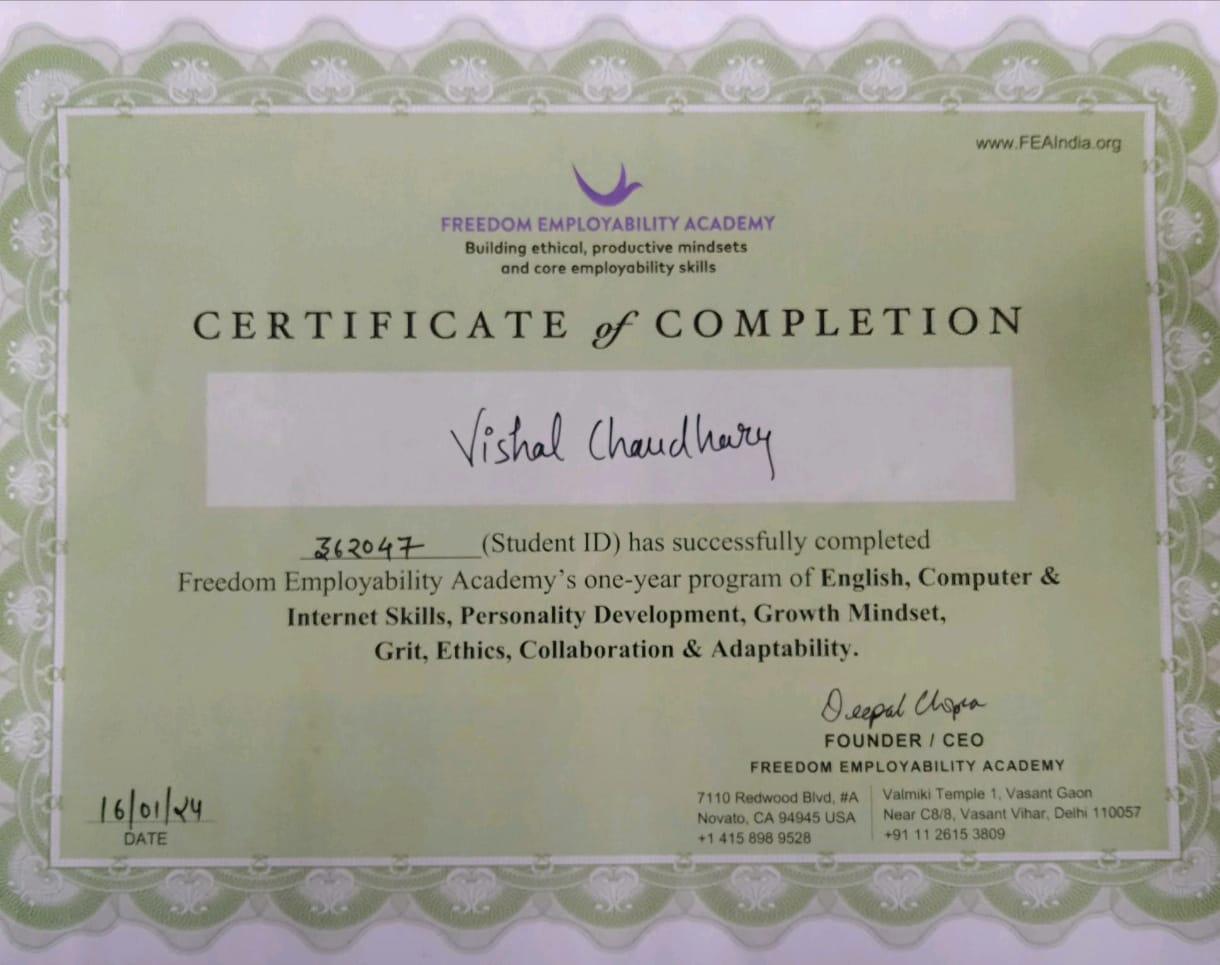 www.FEAIndia.org
FREEDOM EMPLOYABILITY ACADEMY
Building ethical, productive mindsets
and core employability skills
CERTIFICATE of COMPLETION
Vishal Chaudhary
362047 (Student ID) has successfully completed
Freedom Employability Academy's one-year program of English, Computer &
Internet Skills, Personality Development, Growth Mindset,
Grit, Ethics, Collaboration & Adaptability.
Deepak Chopra
FOUNDER / CEO
FREEDOM EMPLOYABILITY ACADEMY
16/01/24
DATE
7110 Redwood Blvd, #A
Novato, CA 94945 USA
+1 415 898 9528
Valmiki Temple 1, Vasant Gaon
Near C8/8, Vasant Vihar, Delhi 110057
+91 11 2615 3809